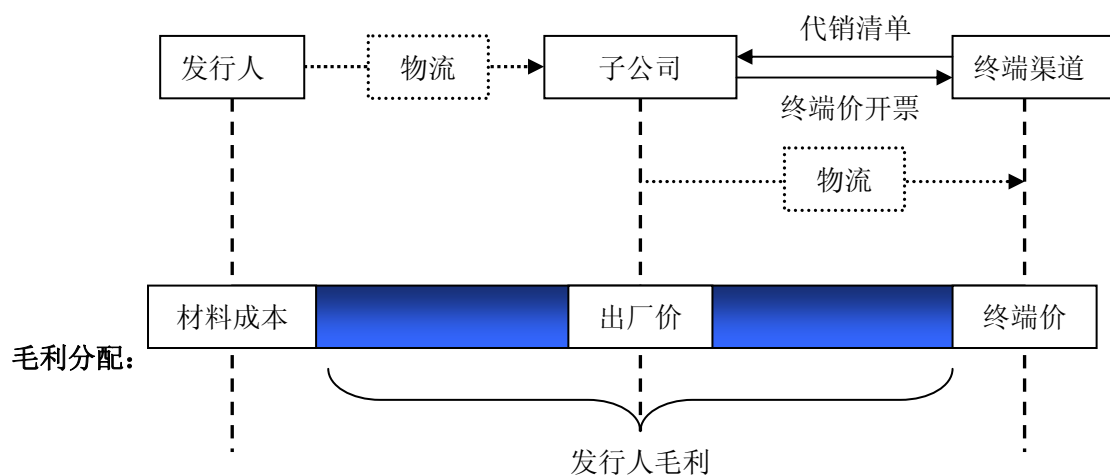 代销清单
发行人
物流
子公司
终端渠道
终端价开票
物流
材料成本
出厂价
终端价
毛利分配：
发行人毛利